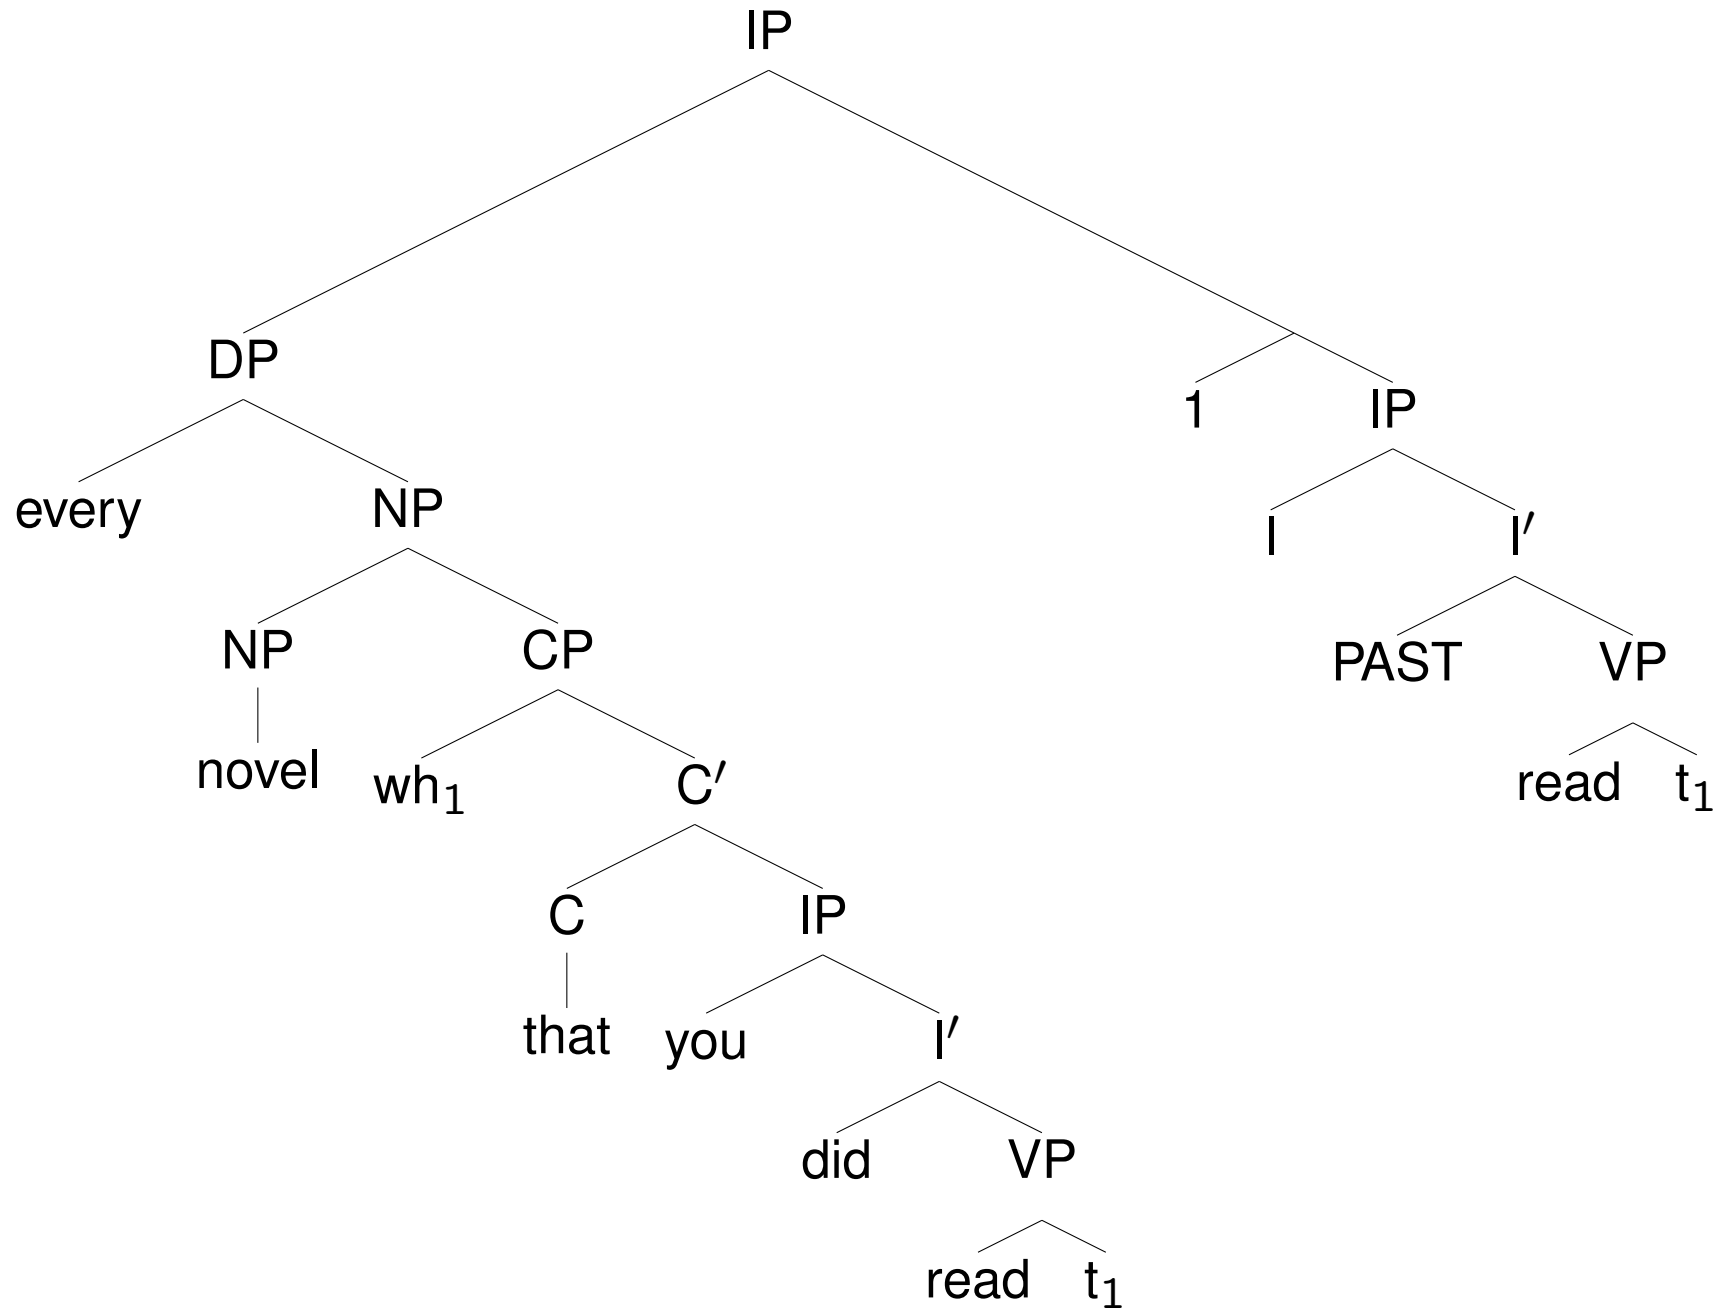 IP
DP
1 IP
every NP I I′
NP CP PAST VP
novel wh₁ C′ read t₁
C IP
that you I′
did VP
read t₁